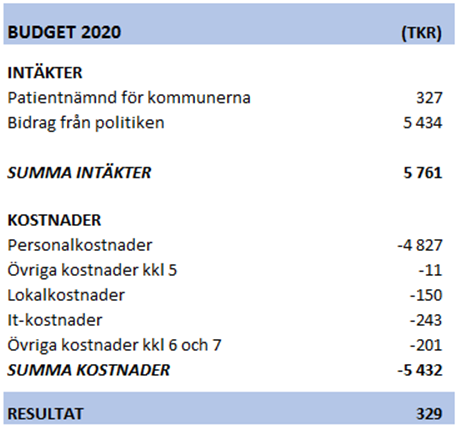 BUDGET 2020 (TKR)
INTÄKTER
Patientnämnd för kommunerna 327
Bidrag från politiken 5 434
SUMMA INTÄKTER 5 761
KOSTNADER
Personalkostnader -4 827
Övriga kostnader kkl 5 -11
Lokalkostnader -150
It-kostnader -243
Övriga kostnader kkl 6 och 7 -201
SUMMA KOSTNADER -5 432
RESULTAT 329